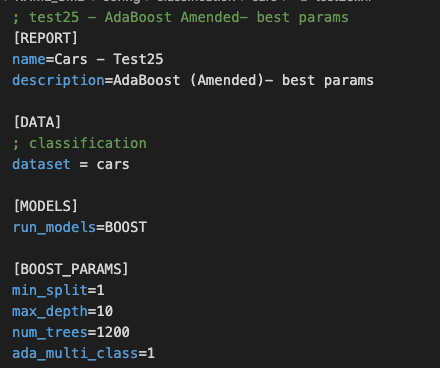 ; test25 - AdaBoost Amended- best params
[REPORT]
name=Cars - Test25
description=AdaBoost (Amended)- best params
[DATA]
; classification
dataset = cars
[MODELS]
run_models=BOOST
[BOOST_PARAMS]
min_split=1
max_depth=10
num_trees=1200
ada_multi_class=1